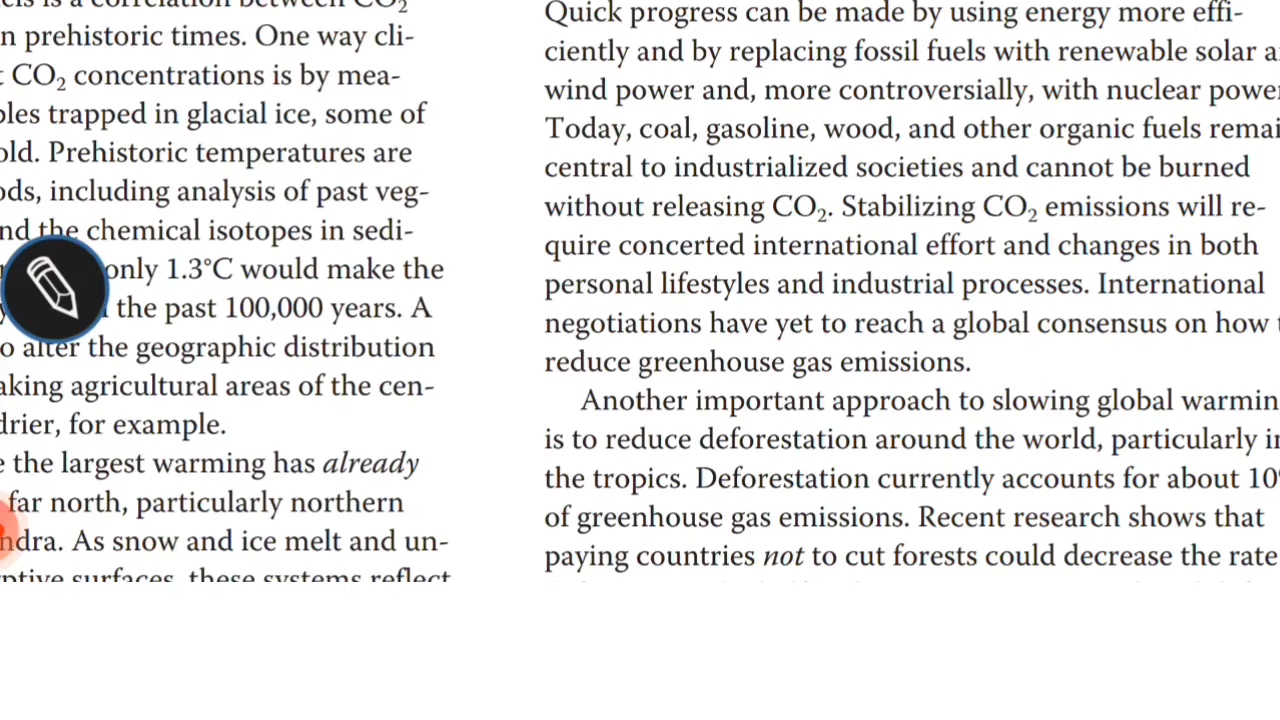 n prehistoric times. One way cli-
CO₂ concentrations is by mea-
trapped in glacial ice, some of
old. Prehistoric temperatures are
including analysis of past veg-
the chemical isotopes in sedi-
only 1.3°C would make the
the past 100,000 years. A
o alter the geographic distribution
aking agricultural areas of the cen-
drier, for example.
the largest warming has already
far north, particularly northern
ndra. As snow and ice melt and un-
surfaces, these systems reflect
Quick progress can be made by using energy more effi-
ciently and by replacing fossil fuels with renewable solar a
wind power and, more controversially, with nuclear power
Today, coal, gasoline, wood, and other organic fuels remai
central to industrialized societies and cannot be burned
without releasing CO₂. Stabilizing CO₂ emissions will re-
quire concerted international effort and changes in both
personal lifestyles and industrial processes. International
negotiations have yet to reach a global consensus on how
reduce greenhouse gas emissions.
Another important approach to slowing global warmin
is to reduce deforestation around the world, particularly in
the tropics. Deforestation currently accounts for about 10
of greenhouse gas emissions. Recent research shows that
paying countries not to cut forests could decrease the rate